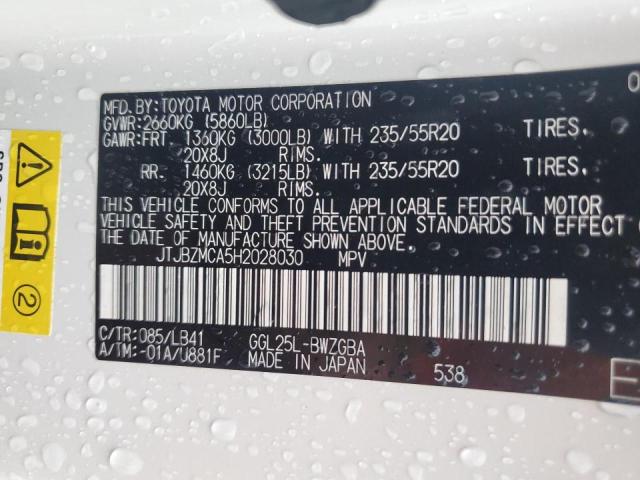 MFD.BY:TOYOTA MOTOR CORPORATION
GVWR:2660KG (5860LB)
GAWR:FRT. 1360KG (3000LB) WITH 235/55R20 TIRES.
20X8J RIMS.
RR. 1460KG (3215LB) WITH 235/55R20 TIRES.
20X8J RIMS.
THIS VEHICLE CONFORMS TO ALL APPLICABLE FEDERAL MOTOR
VEHICLE SAFETY AND THEFT PREVENTION STANDARDS IN EFFECT
DATE OF MANUFACTURE SHOWN ABOVE.
JTJBZMCA5H2028030 MPV
C/TR:085/LB41 GGL25L-BWZGBA
A/TM:-01A/U881F MADE IN JAPAN
538
2